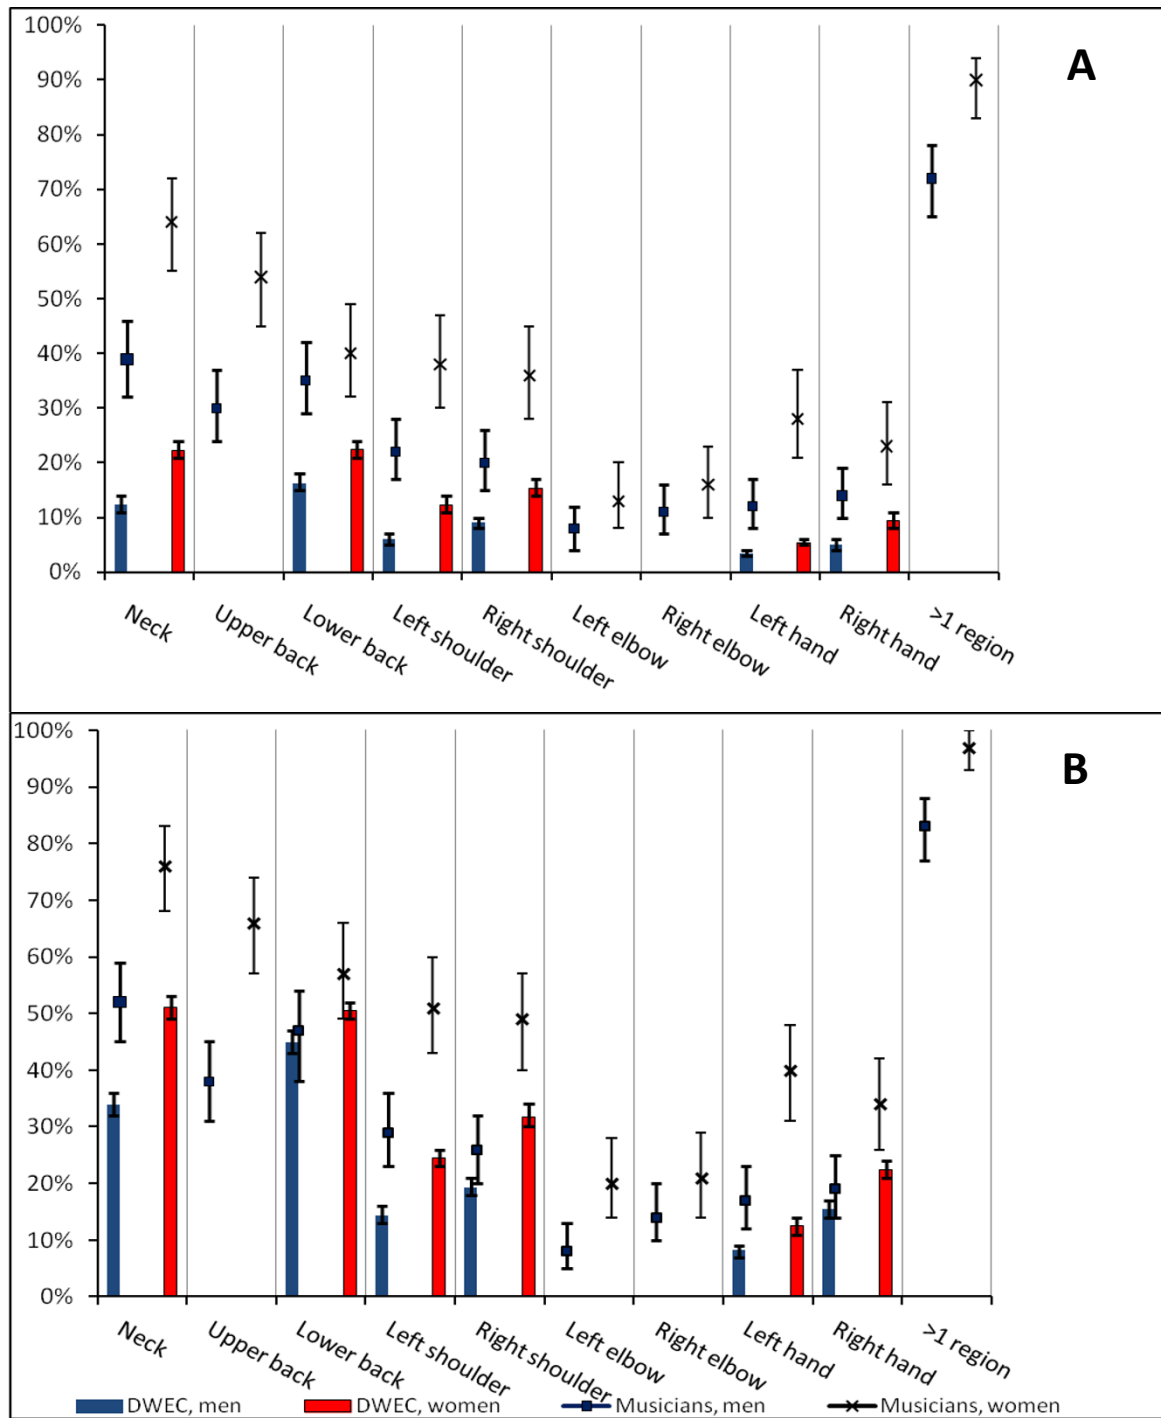 100%
A
90%
80%
70%
60%
50%
40%
30%
20%
10%
0%
Neck
Upper back
Lower back
Left shoulder
Right shoulder
Left elbow
Right elbow
Left hand
Right hand
>1 region
100%
B
90%
80%
70%
60%
50%
40%
30%
20%
10%
0%
Neck
Upper back
Lower back
Left shoulder
Right shoulder
Left elbow
Right elbow
Left hand
Right hand
>1 region
DWEC, men DWEC, women Musicians, men Musicians, women